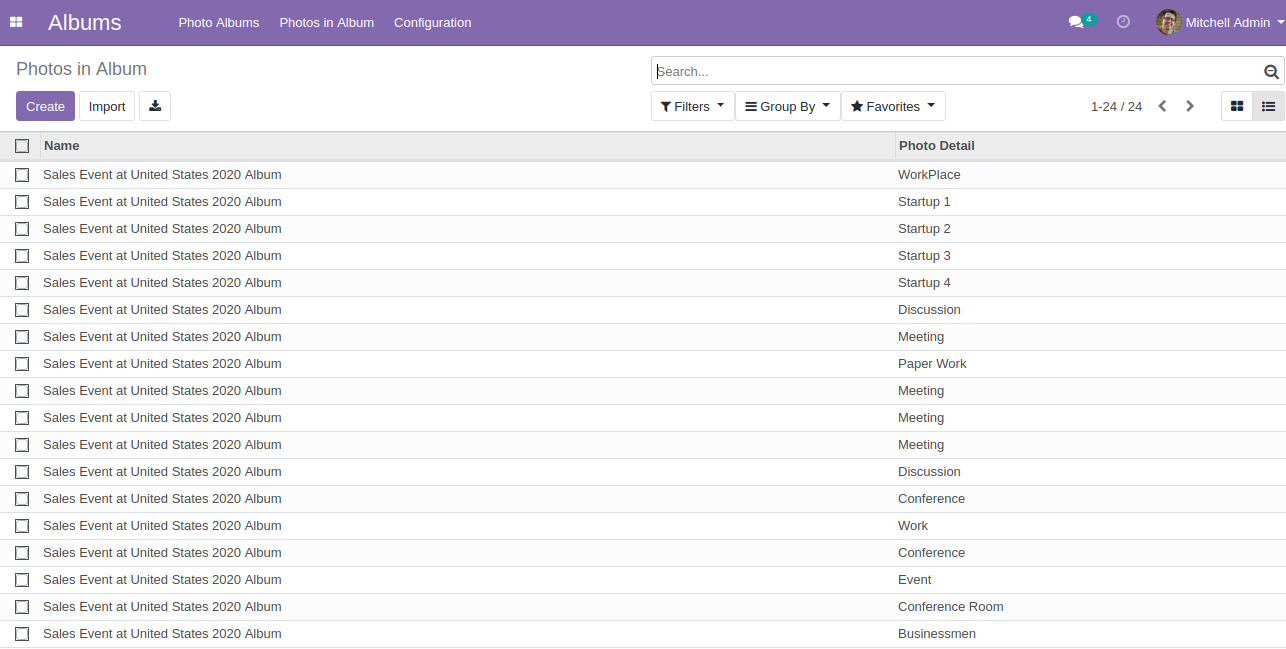 Albums Photo Albums Photos in Album Configuration 4 Mitchell Admin
Photos in Album
Search...
Create Import Filters Group By Favorites 1-24 / 24
Name Photo Detail
Sales Event at United States 2020 Album WorkPlace
Sales Event at United States 2020 Album Startup 1
Sales Event at United States 2020 Album Startup 2
Sales Event at United States 2020 Album Startup 3
Sales Event at United States 2020 Album Startup 4
Sales Event at United States 2020 Album Discussion
Sales Event at United States 2020 Album Meeting
Sales Event at United States 2020 Album Paper Work
Sales Event at United States 2020 Album Meeting
Sales Event at United States 2020 Album Meeting
Sales Event at United States 2020 Album Meeting
Sales Event at United States 2020 Album Discussion
Sales Event at United States 2020 Album Conference
Sales Event at United States 2020 Album Work
Sales Event at United States 2020 Album Conference
Sales Event at United States 2020 Album Event
Sales Event at United States 2020 Album Conference Room
Sales Event at United States 2020 Album Businessmen